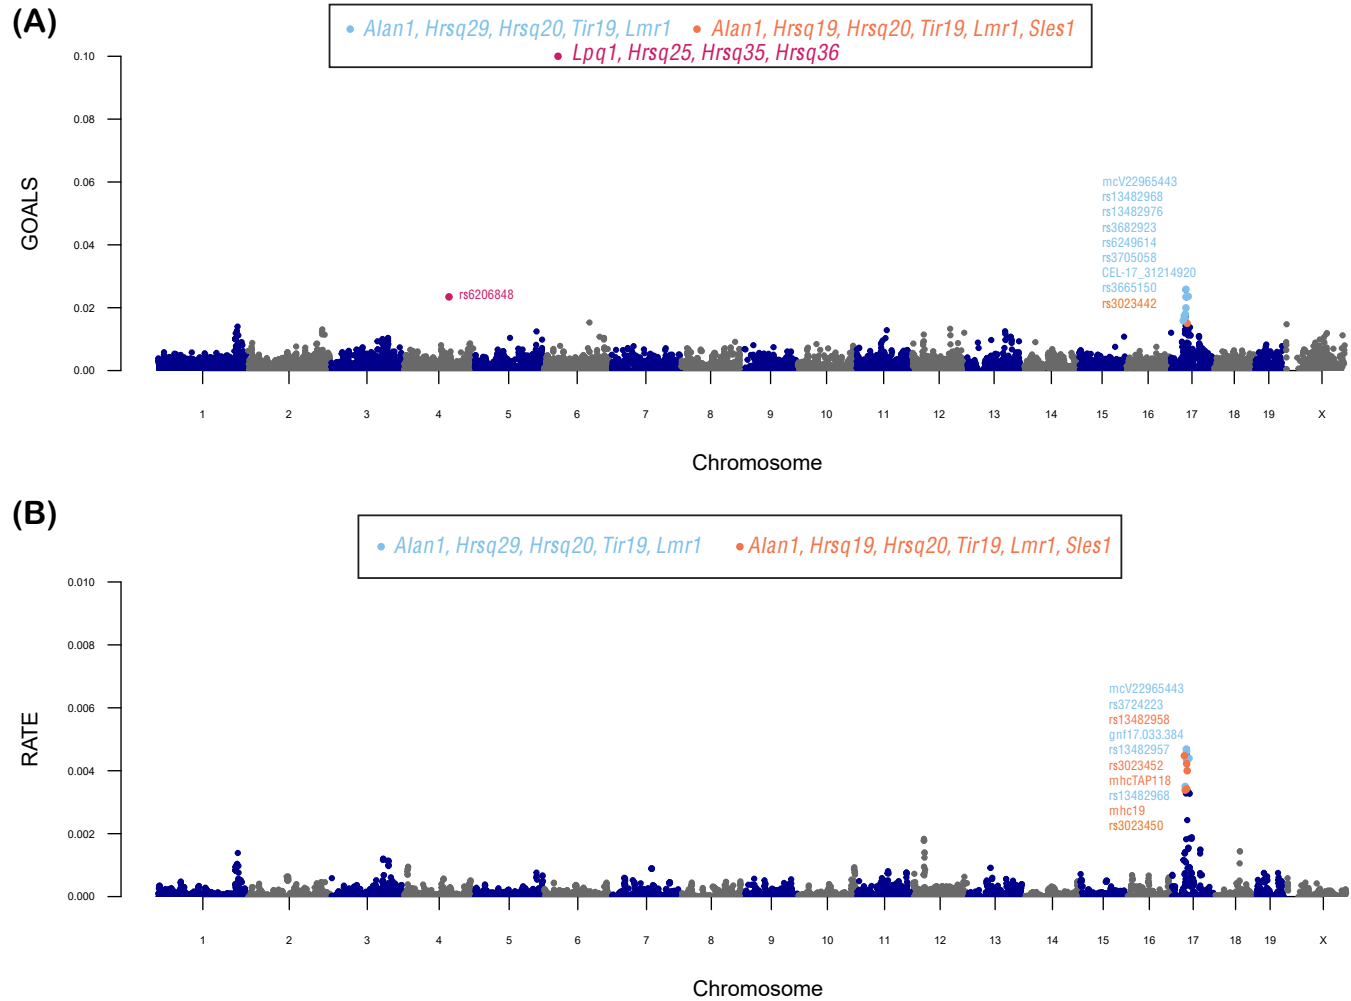 (A)
Alan1, Hrsq29, Hrsq20, Tir19, Lmr1 Alan1, Hrsq19, Hrsq20, Tir19, Lmr1, Sles1
Lpq1, Hrsq25, Hrsq35, Hrsq36
GOALS
0.10
0.08
0.06
0.04
0.02
0.00
mcV22965443
rs13482968
rs13482976
rs3682923
rs6249614
rs3705058
CEL-17_31214920
rs3665150
rs3023442
rs6206848
1 2 3 4 5 6 7 8 9 10 11 12 13 14 15 16 17 18 19 X
Chromosome
(B)
Alan1, Hrsq29, Hrsq20, Tir19, Lmr1 Alan1, Hrsq19, Hrsq20, Tir19, Lmr1, Sles1
RATE
0.010
0.008
0.006
0.004
0.002
0.000
mcV22965443
rs3724223
rs13482958
gnf17.033.384
rs13482957
rs3023452
mhcTAP118
rs13482968
mhc19
rs3023450
1 2 3 4 5 6 7 8 9 10 11 12 13 14 15 16 17 18 19 X
Chromosome